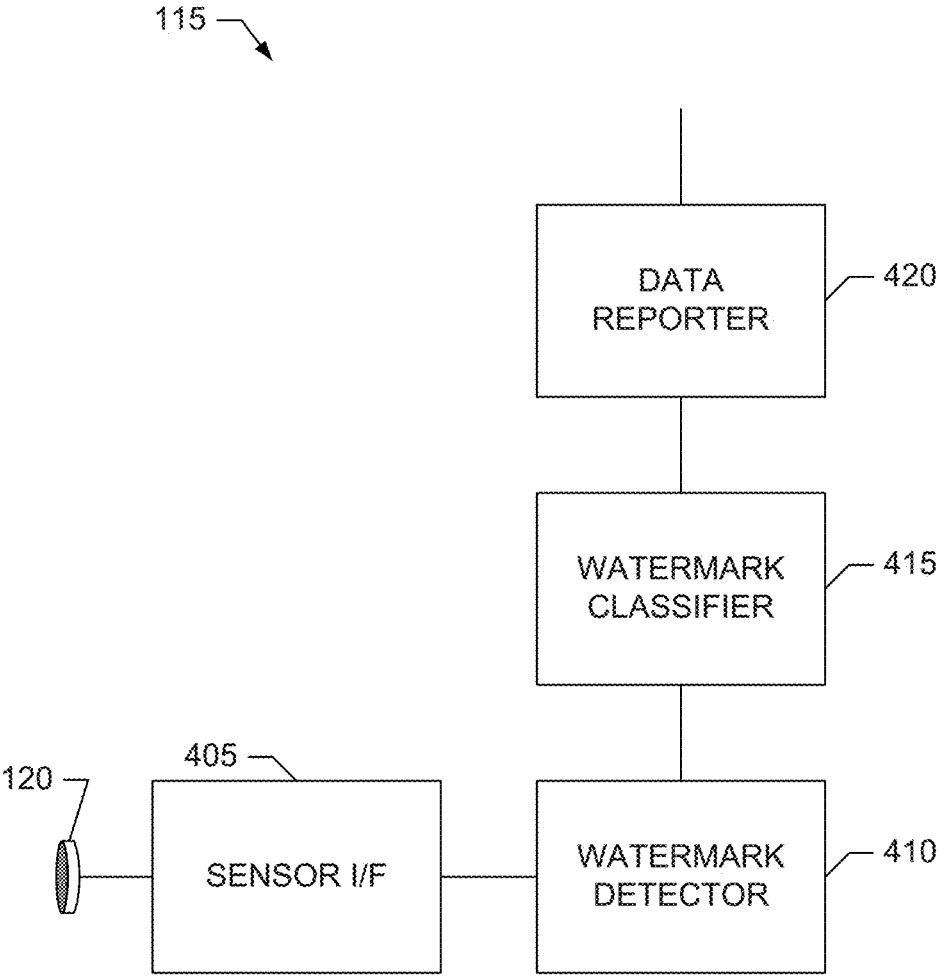 115
DATA
REPORTER
420
WATERMARK
CLASSIFIER
415
405
120
SENSOR I/F
WATERMARK
DETECTOR
410